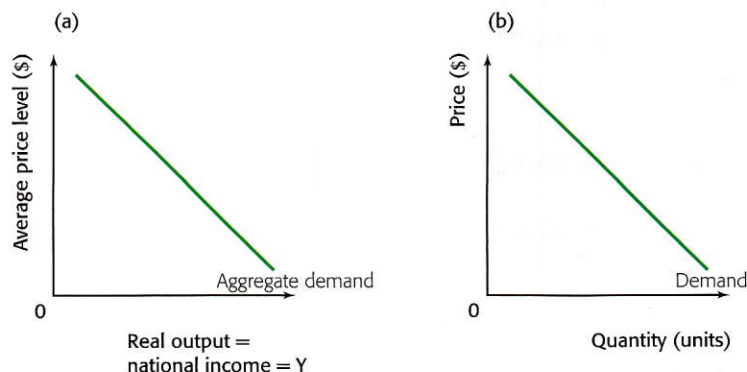 (a)
Average price level ($)
Aggregate demand
0
Real output =
national income = Y
(b)
Price ($)
Demand
0
Quantity (units)